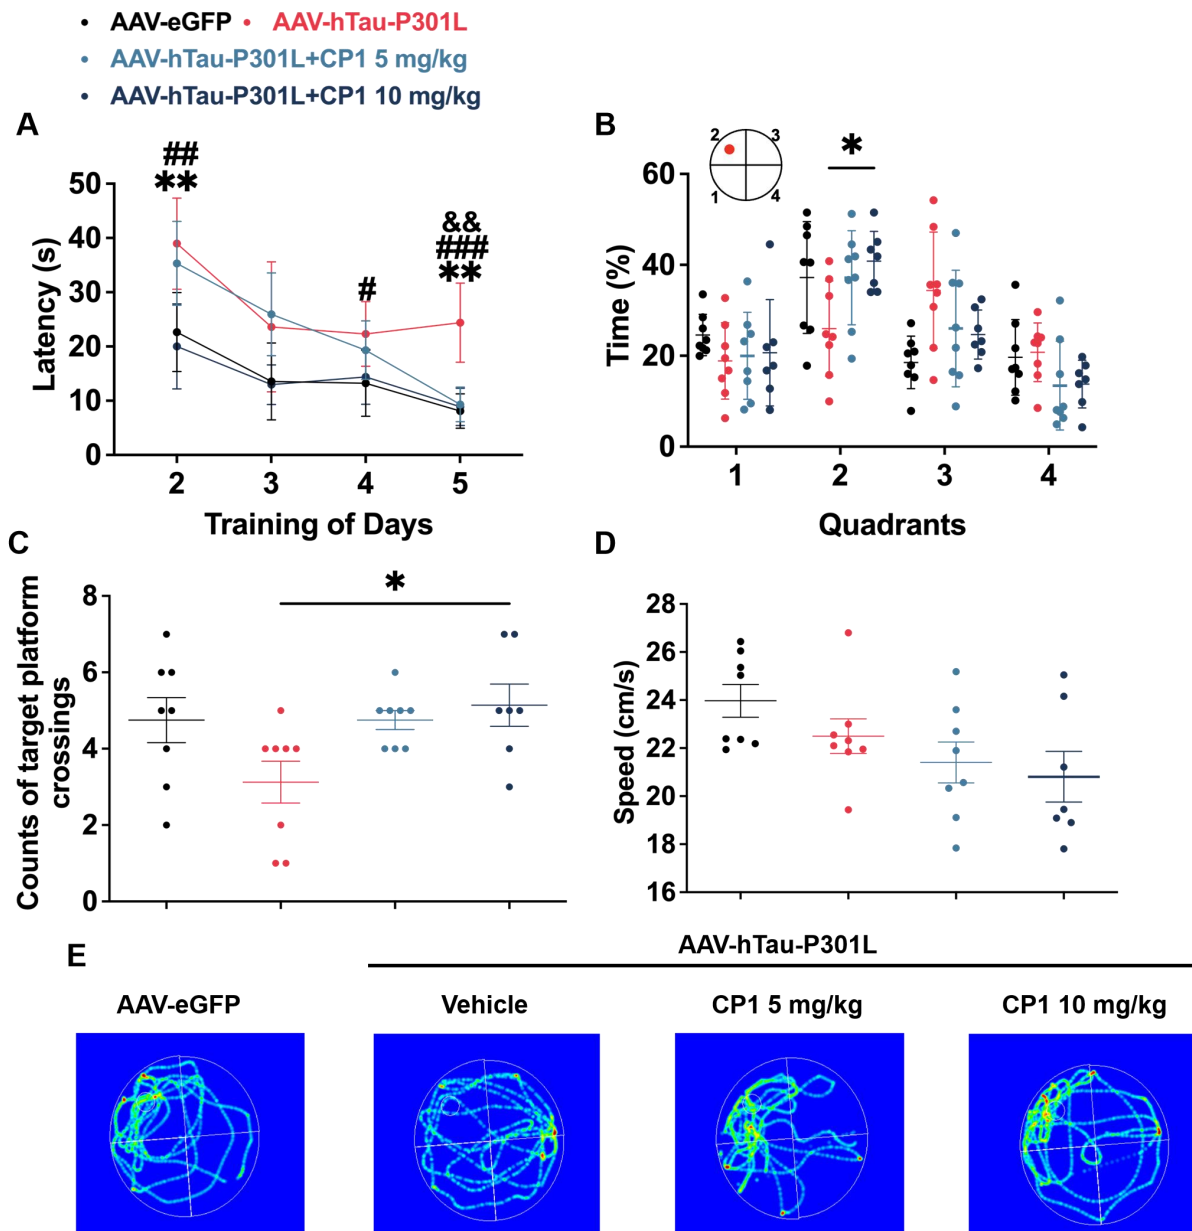 AAV-eGFP AAV-hTau-P301L
AAV-hTau-P301L+CP1 5 mg/kg
AAV-hTau-P301L+CP1 10 mg/kg
A
##
**
50
40
30
20
10
0
Latency (s)
#
&&
###
**
2 3 4 5
Training of Days
B
2 3
1 4
*
60
40
20
0
Time (%)
1 2 3 4
Quadrants
C
8
6
4
2
0
Counts of target platform
crossings
*
D
28
26
24
22
20
18
16
Speed (cm/s)
E
AAV-hTau-P301L
AAV-eGFP Vehicle CP1 5 mg/kg CP1 10 mg/kg